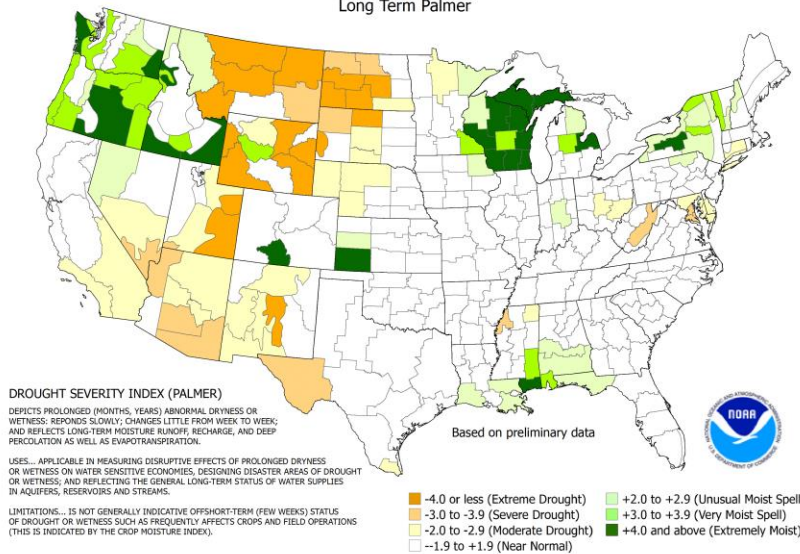 Long Term Palmer
DROUGHT SEVERITY INDEX (PALMER)
DEPICTS PROLONGED (MONTHS, YEARS) ABNORMAL DRYNESS OR
WETNESS: REPONDS SLOWLY; CHANGES LITTLE FROM WEEK TO WEEK;
AND REFLECTS LONG-TERM MOISTURE RUNOFF, RECHARGE, AND DEEP
PERCOLATION AS WELL AS EVAPOTRANSPIRATION.
USES... APPLICABLE IN MEASURING DISRUPTIVE EFFECTS OF PROLONGED DRYNESS
OR WETNESS ON WATER SENSITIVE ECONOMIES, DESIGNING DISASTER AREAS OF DROUGHT
OR WETNESS; AND REFLECTING THE GENERAL LONG-TERM STATUS OF WATER SUPPLIES
IN AQUIFERS, RESERVOIRS AND STREAMS.
LIMITATIONS... IS NOT GENERALLY INDICATIVE OFFSHORT-TERM (FEW WEEKS) STATUS
OF DROUGHT OR WETNESS SUCH AS FREQUENTLY AFFECTS CROPS AND FIELD OPERATIONS
(THIS IS INDICATED BY THE CROP MOISTURE INDEX).
Based on preliminary data
NATIONAL OCEANIC AND ATMOSPHERIC ADMINISTRATION
NOAA
U.S. DEPARTMENT OF COMMERCE
-4.0 or less (Extreme Drought)
-3.0 to -3.9 (Severe Drought)
-2.0 to -2.9 (Moderate Drought)
--1.9 to +1.9 (Near Normal)
+2.0 to +2.9 (Unusual Moist Spell)
+3.0 to +3.9 (Very Moist Spell)
+4.0 and above (Extremely Moist)